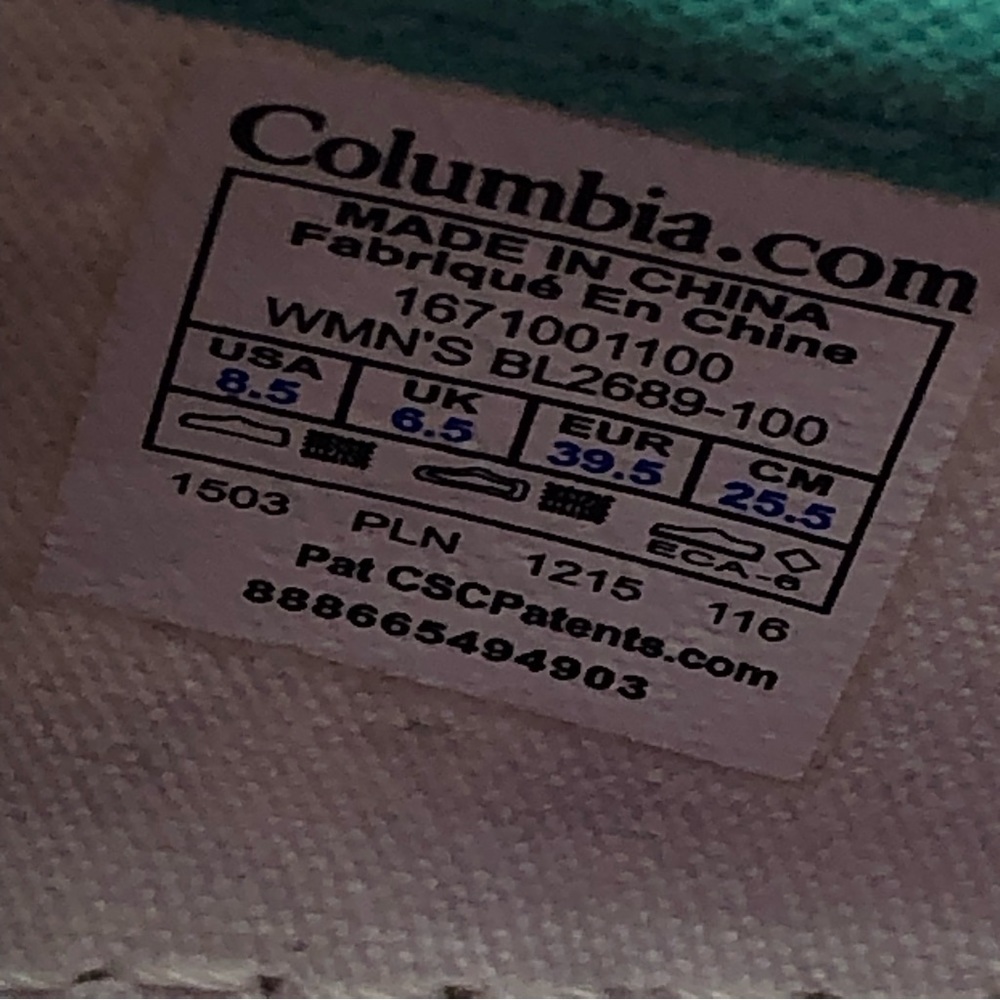 Columbia.com
MADE IN CHINA
Fabriqué En Chine
1671001100
WMN'S BL2689-100
USA UK EUR CM
8.5 6.5 39.5 25.5
ECA-6
1503 PLN 1215 116
Pat CSCPatents.com
888665494903